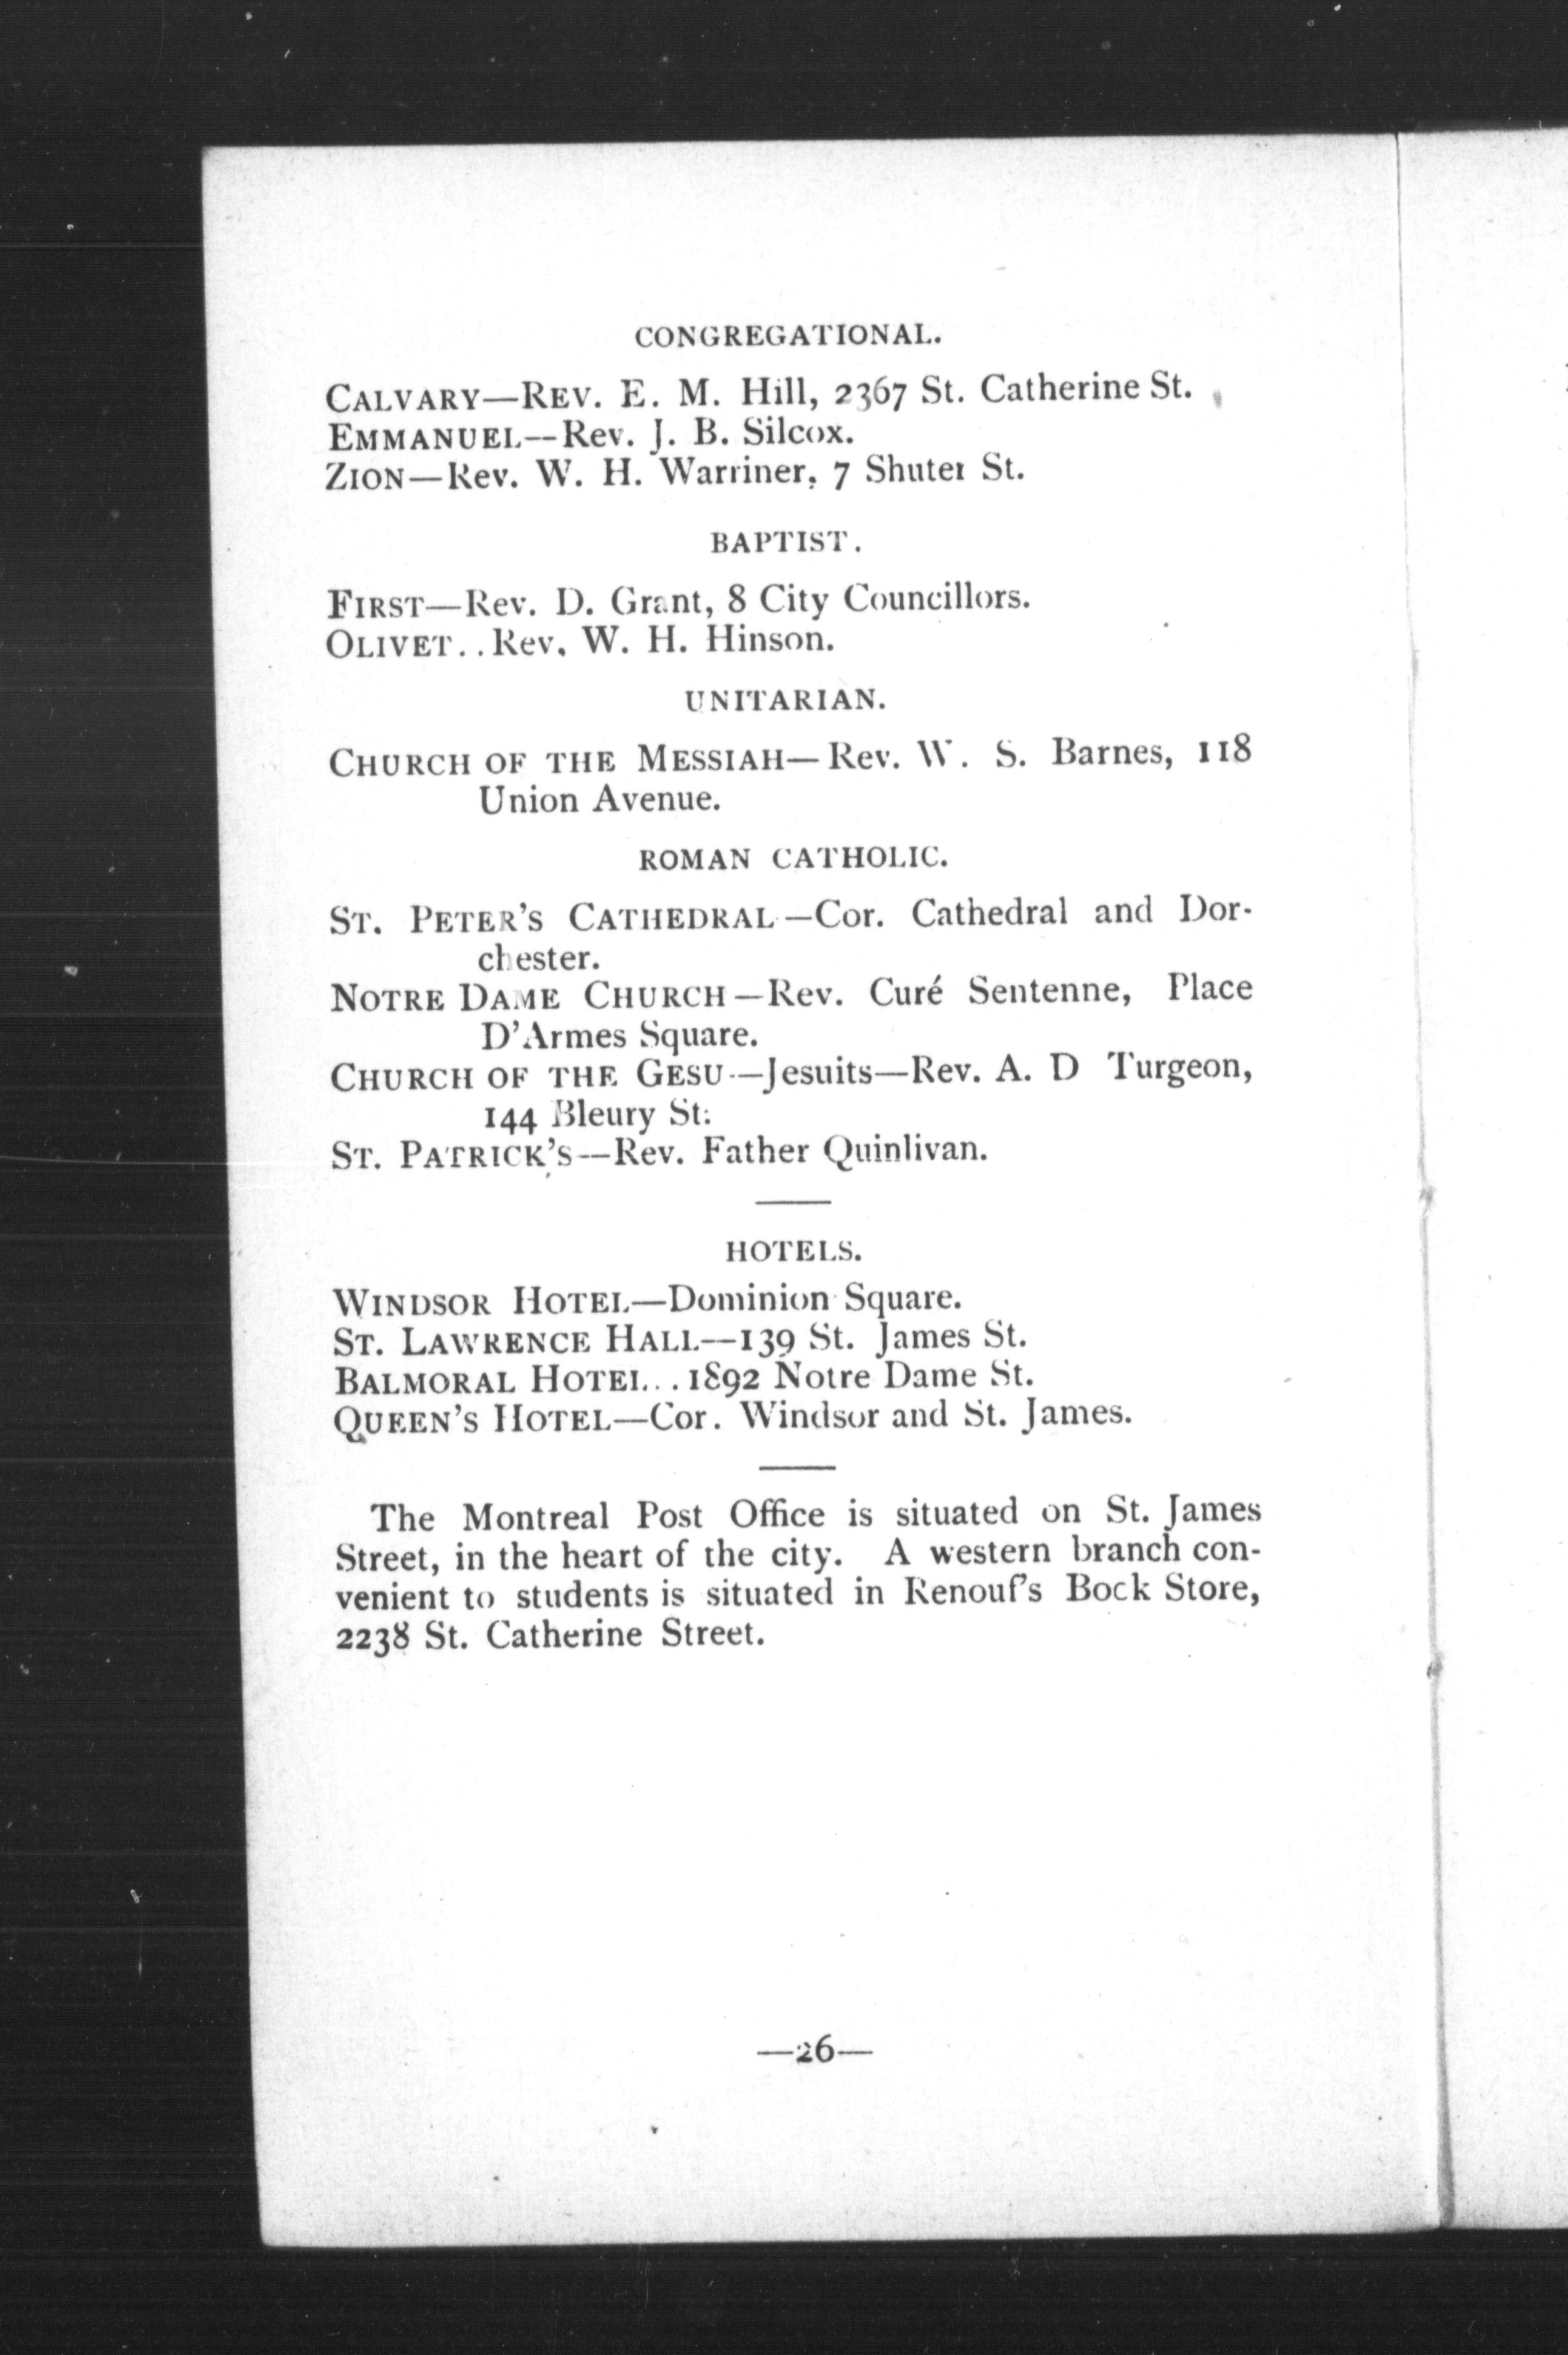 CONGREGATIONAL.
CALVARY—REV. E. M. Hill, 2367 St. Catherine St.
EMMANUEL—Rev. J. B. Silcox.
ZION—Rev. W. H. Warriner, 7 Shuter St.
BAPTIST.
FIRST—Rev. D. Grant, 8 City Councillors.
OLIVET..Rev. W. H. Hinson.
UNITARIAN.
CHURCH OF THE MESSIAH—Rev. W. S. Barnes, 118
Union Avenue.
ROMAN CATHOLIC.
ST. PETER'S CATHEDRAL—Cor. Cathedral and Dor-
chester.
NOTRE DAME CHURCH—Rev. Curé Sentenne, Place
D'Armes Square.
CHURCH OF THE GESU—Jesuits—Rev. A. D Turgeon,
144 Bleury St.
ST. PATRICK'S—Rev. Father Quinlivan.
HOTELS.
WINDSOR HOTEL—Dominion Square.
ST. LAWRENCE HALL—139 St. James St.
BALMORAL HOTEL..1892 Notre Dame St.
QUEEN'S HOTEL—Cor. Windsor and St. James.
The Montreal Post Office is situated on St. James
Street, in the heart of the city. A western branch con-
venient to students is situated in Renouf's Bock Store,
2238 St. Catherine Street.
—26—